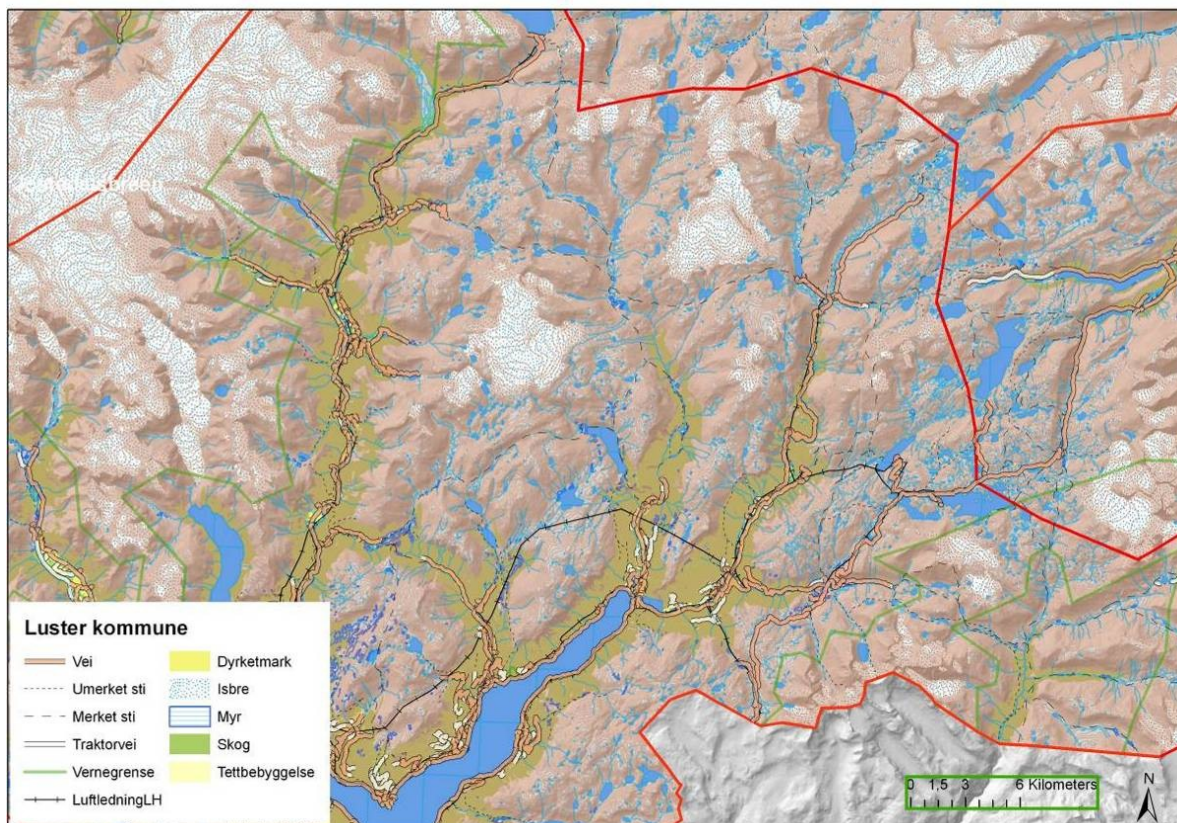 Luster kommune
Vei
Umerket sti
Merket sti
Traktorvei
Vernegrense
LuftledningLH
Dyrketmark
Isbre
Myr
Skog
Tettbebyggelse
0 1,5 3 6 Kilometers
N